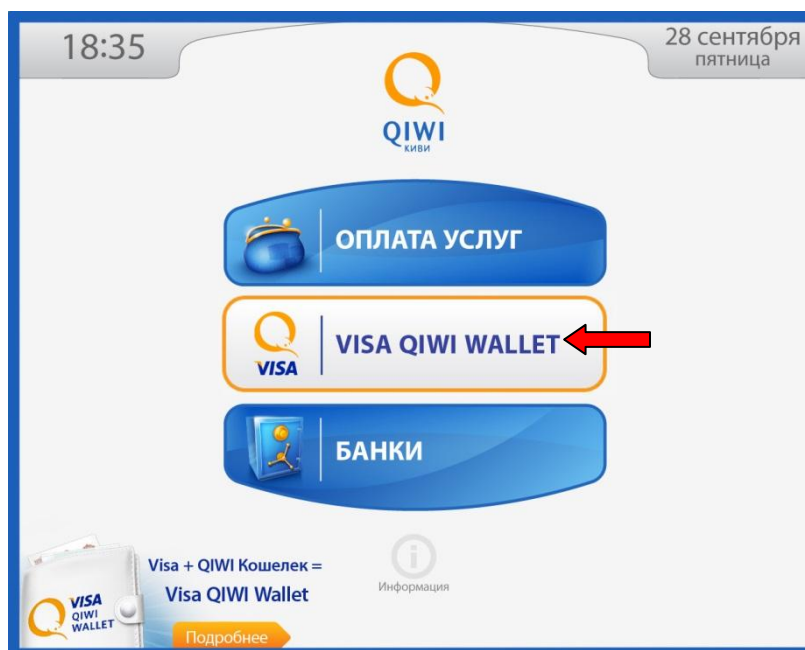 18:35
28 сентября
пятница
QIWI
КИВИ
ОПЛАТА УСЛУГ
VISA
VISA QIWI WALLET
БАНКИ
Visa + QIWI Кошелек =
Visa QIWI Wallet
Подробнее
VISA
QIWI
WALLET
Информация